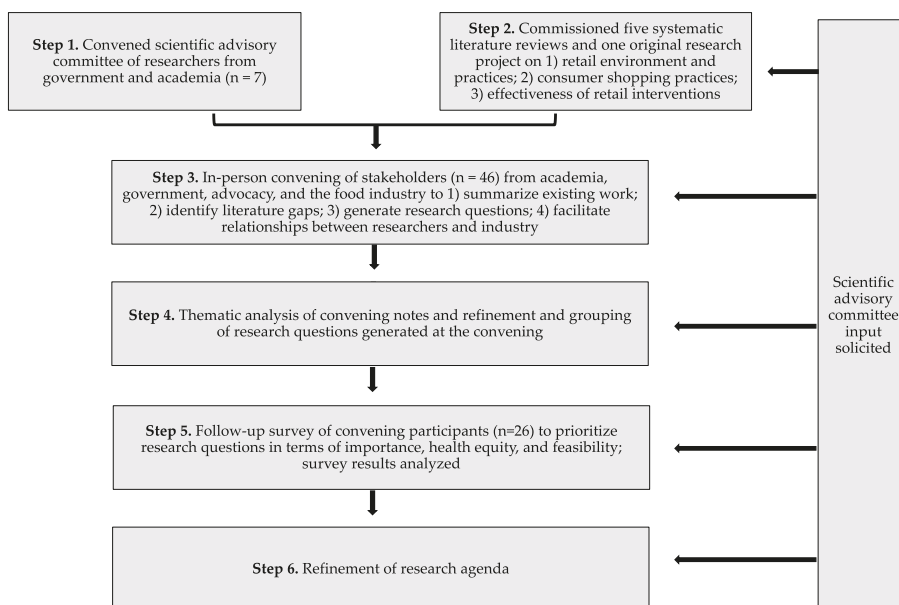 Step 1. Convened scientific advisory
committee of researchers from
government and academia (n = 7)
Step 2. Commissioned five systematic
literature reviews and one original research
project on 1) retail environment and
practices; 2) consumer shopping practices;
3) effectiveness of retail interventions
Step 3. In-person convening of stakeholders (n = 46) from academia,
government, advocacy, and the food industry to 1) summarize existing work;
2) identify literature gaps; 3) generate research questions; 4) facilitate
relationships between researchers and industry
Step 4. Thematic analysis of convening notes and refinement and grouping
of research questions generated at the convening
Step 5. Follow-up survey of convening participants (n=26) to prioritize
research questions in terms of importance, health equity, and feasibility;
survey results analyzed
Step 6. Refinement of research agenda
Scientific
advisory
committee
input
solicited